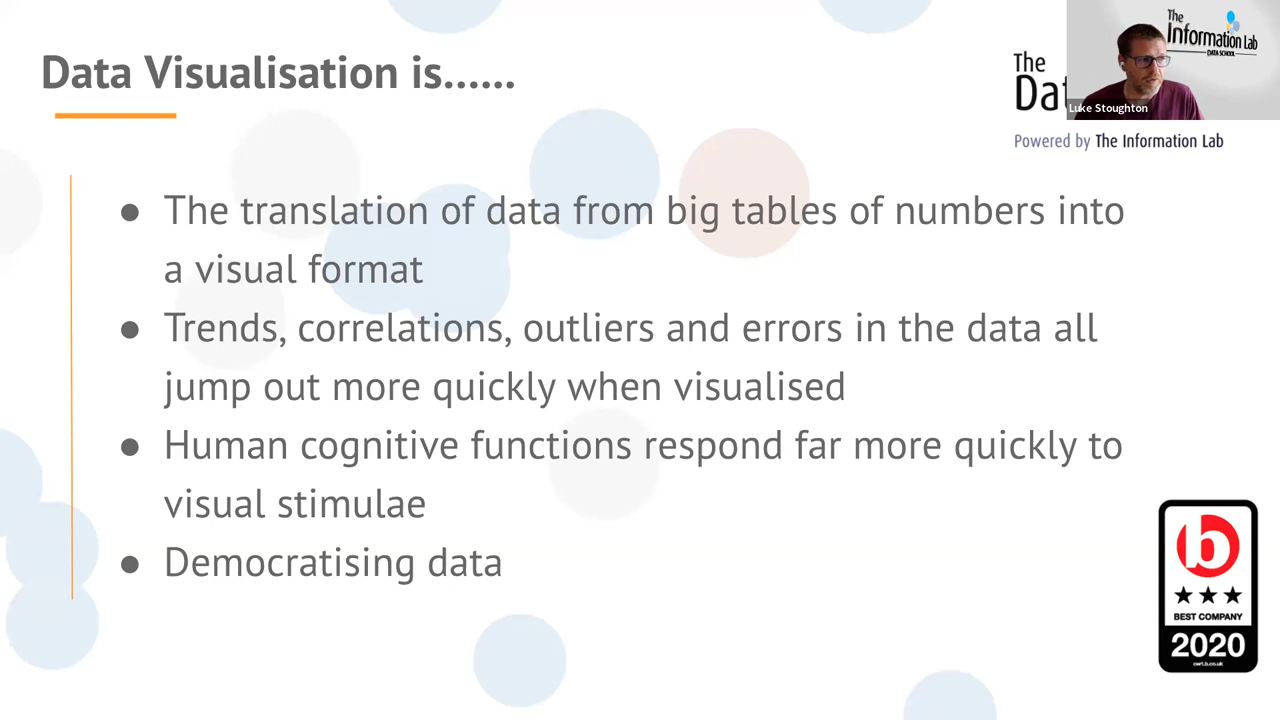 Data Visualisation is......
The
Information Lab
DATA SCHOOL
Luke Stoughton
The
Powered by The Information Lab
● The translation of data from big tables of numbers into
a visual format
● Trends, correlations, outliers and errors in the data all
jump out more quickly when visualised
● Human cognitive functions respond far more quickly to
visual stimulae
● Democratising data
b
BEST COMPANY
2020